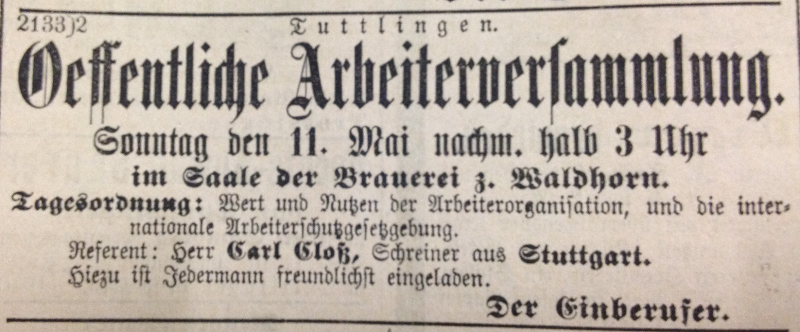 2133)2 Tuttlingen.
Oeffentliche Arbeiterversammlung.
Sonntag den 11. Mai nachm. halb 3 Uhr
im Saale der Brauerei z. Waldhorn.
Tagesordnung: Wert und Nutzen der Arbeiterorganisation, und die inter-
nationale Arbeiterschutzgesetzgebung.
Referent: Herr Carl Cloß, Schreiner aus Stuttgart.
Hiezu ist Jedermann freundlichst eingeladen.
Der Einberufer.